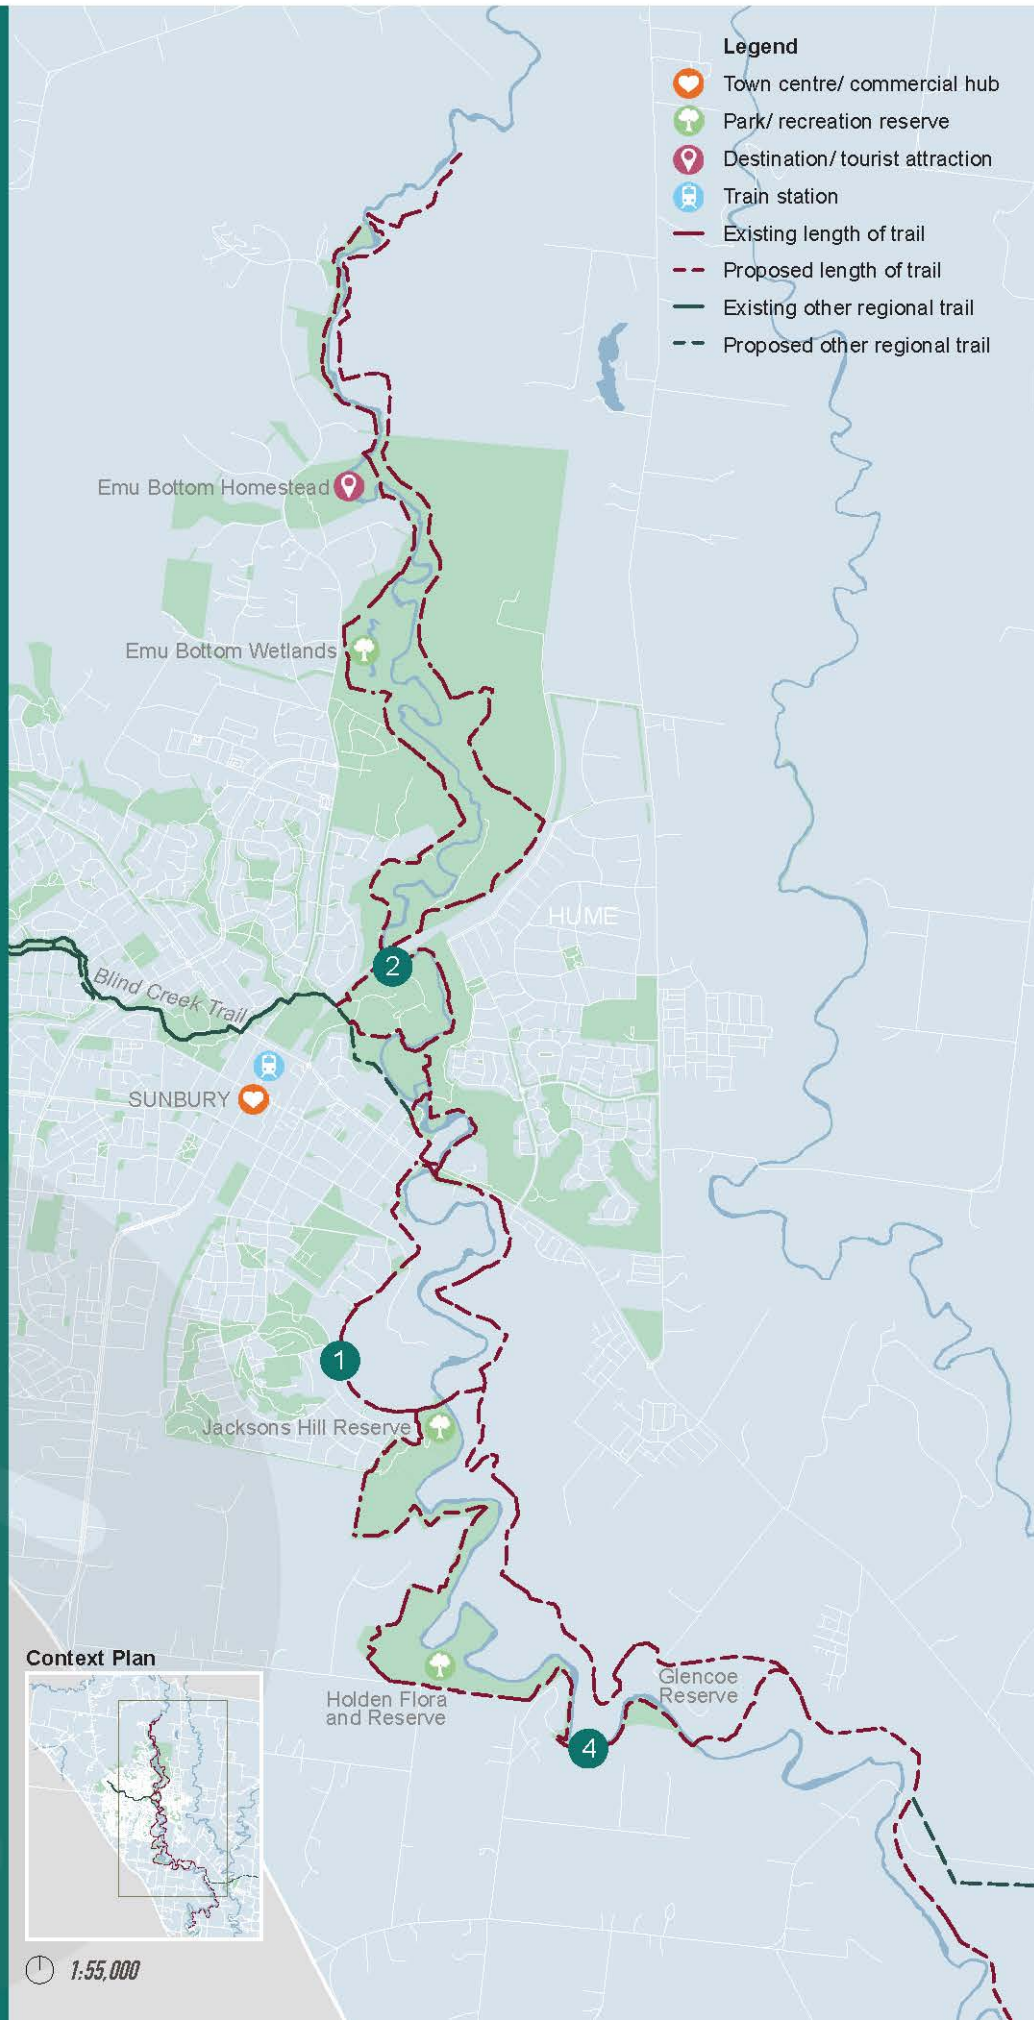 Legend
Town centre/ commercial hub
Park/ recreation reserve
Destination/ tourist attraction
Train station
Existing length of trail
Proposed length of trail
Existing other regional trail
Proposed other regional trail
Emu Bottom Homestead
Emu Bottom Wetlands
HUME
2
Blind Creek Trail
SUNBURY
1
Jacksons Hill Reserve
Holden Flora
and Reserve
Glencoe
Reserve
4
Context Plan
1:55,000